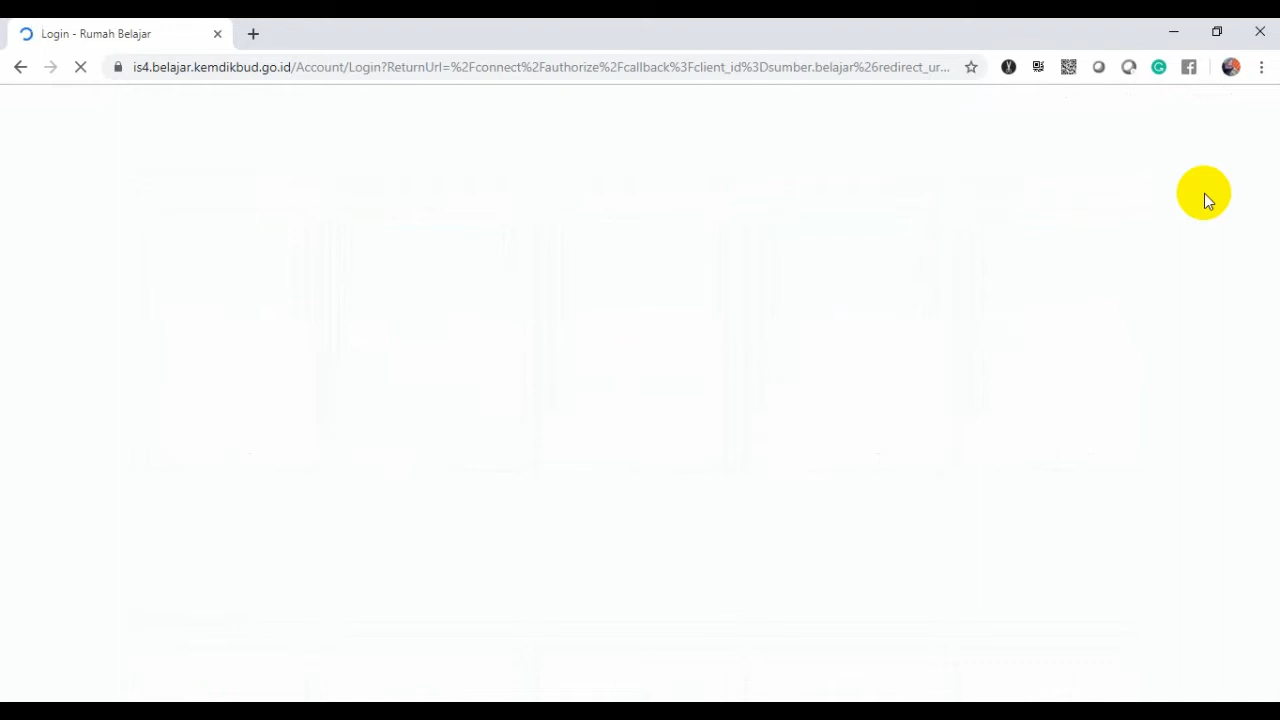 Login - Rumah Belajar
is4.belajar.kemdikbud.go.id/Account/Login?ReturnUrl=%2Fconnect%2Fauthorize%2Fcallback%3Fclient_id%3Dsumber.belajar%26redirect_ur...